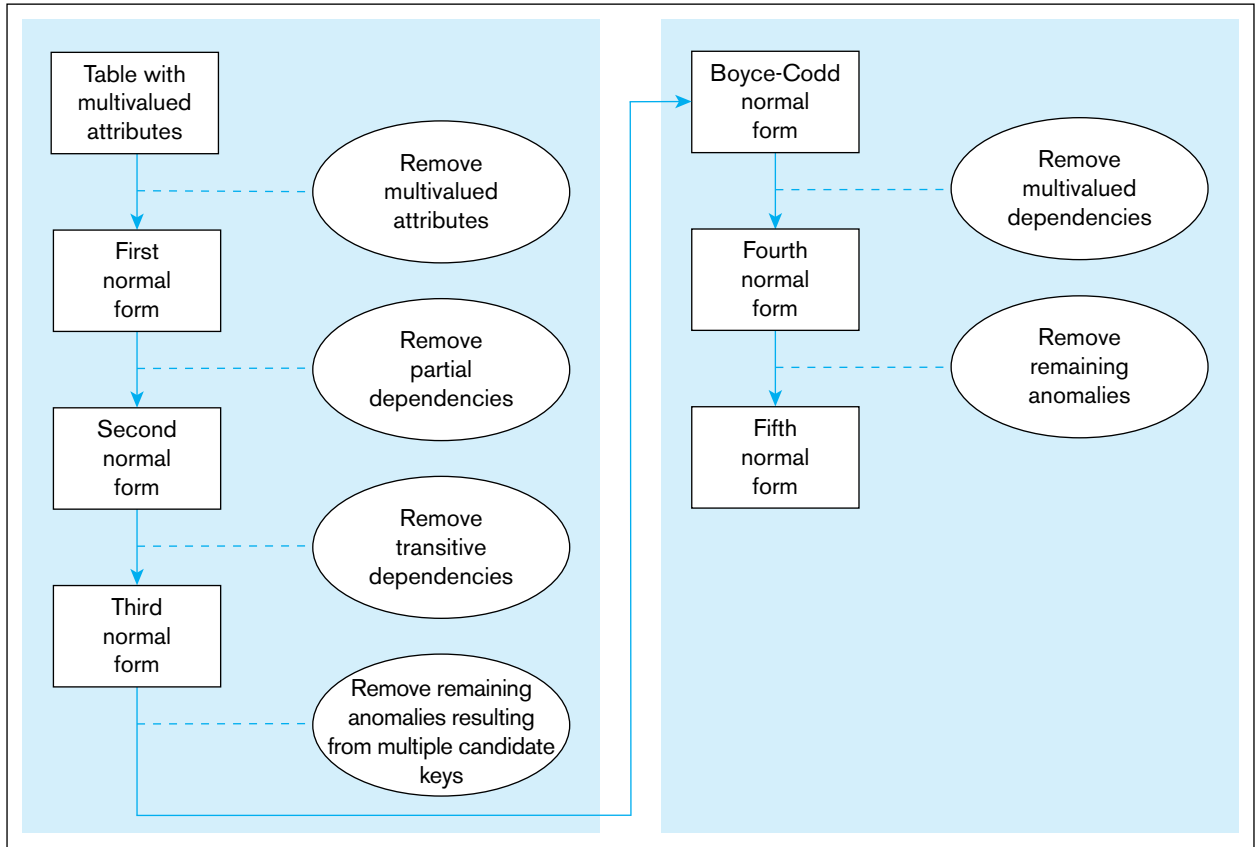 Table with
multivalued
attributes
Remove
multivalued
attributes
First
normal
form
Remove
partial
dependencies
Second
normal
form
Remove
transitive
dependencies
Third
normal
form
Remove remaining
anomalies resulting
from multiple candidate
keys
Boyce-Codd
normal
form
Remove
multivalued
dependencies
Fourth
normal
form
Remove
remaining
anomalies
Fifth
normal
form